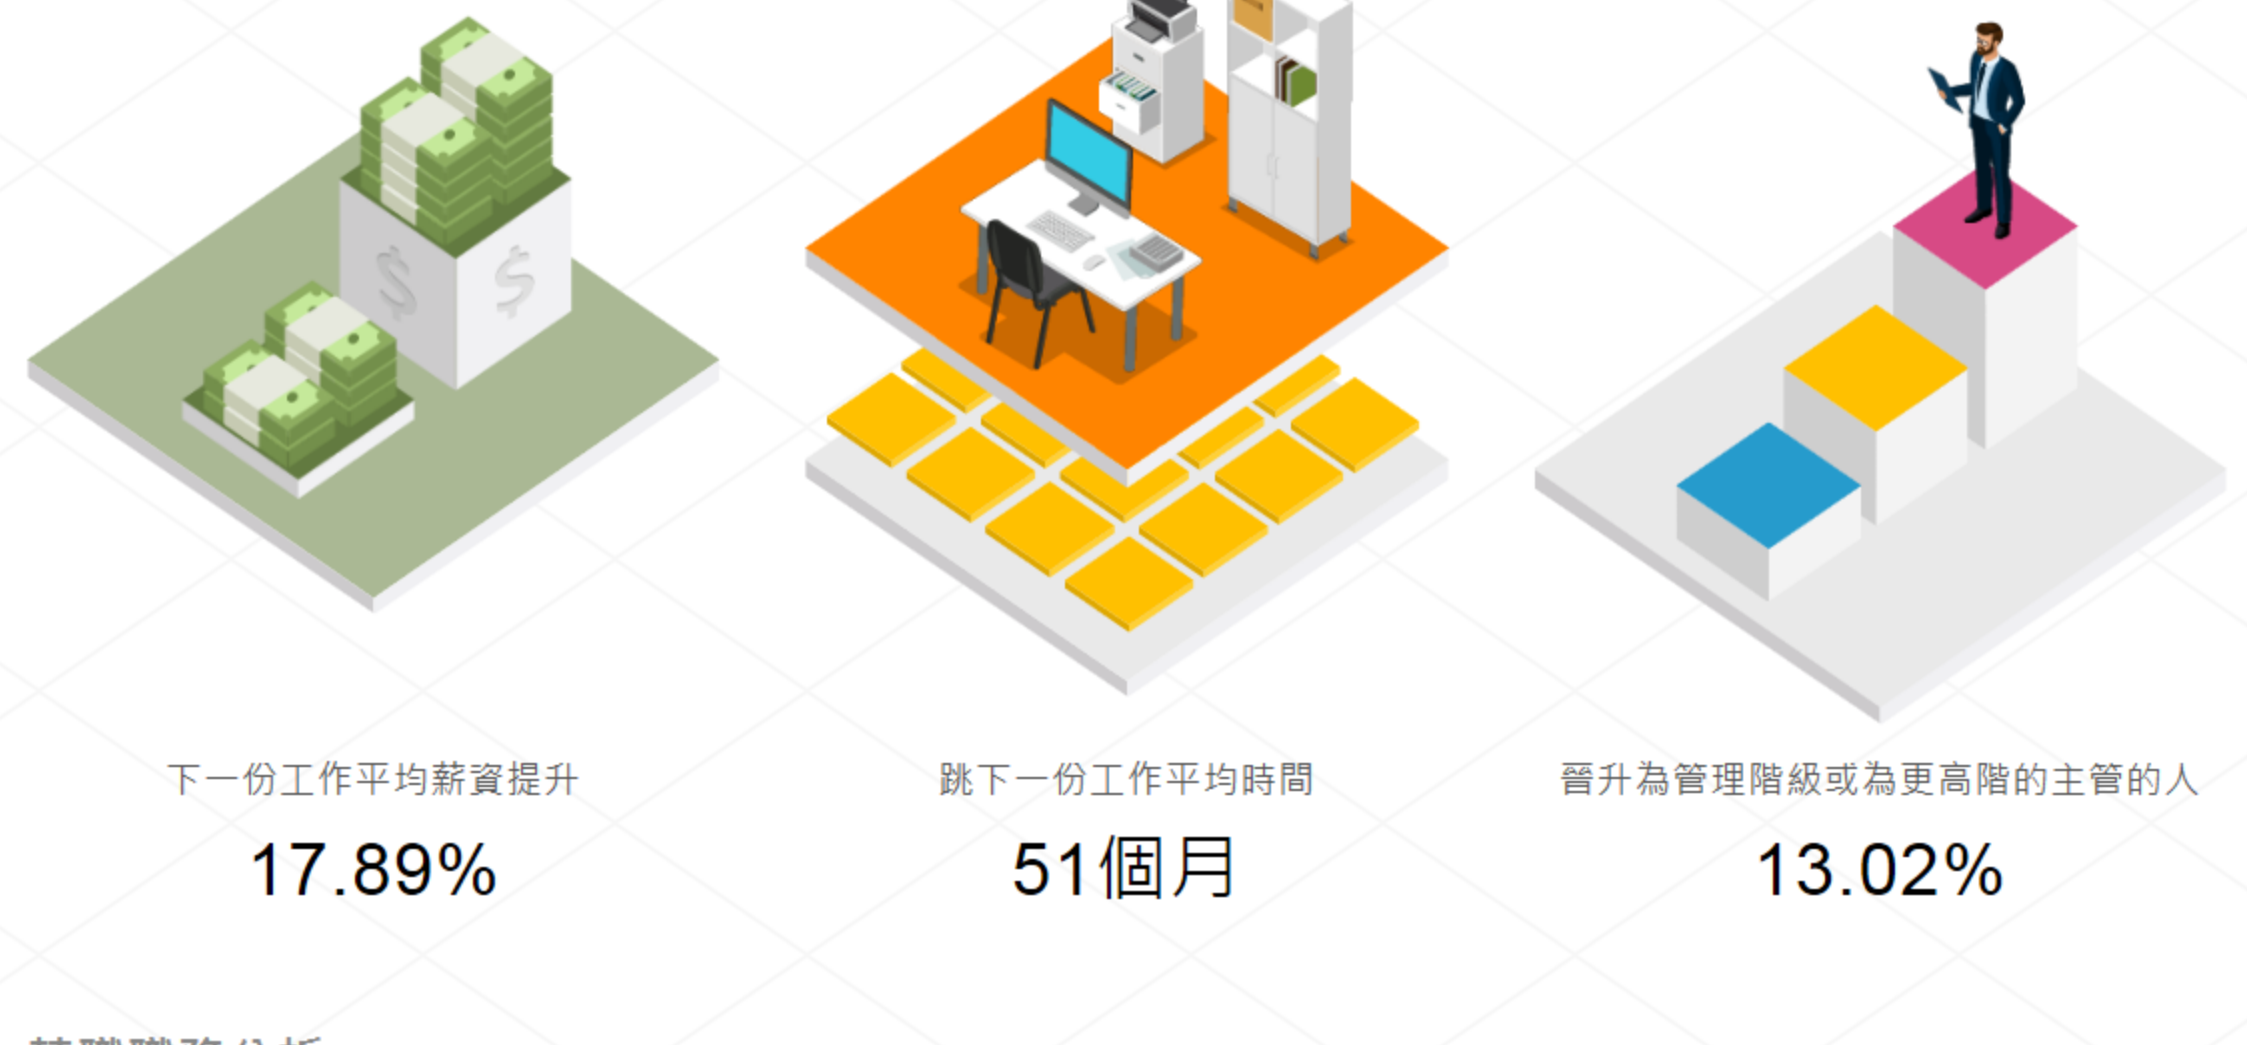 下一份工作平均薪資提升
17.89%
跳下一份工作平均時間
51個月
晉升為管理階級或為更高階的主管的人
13.02%